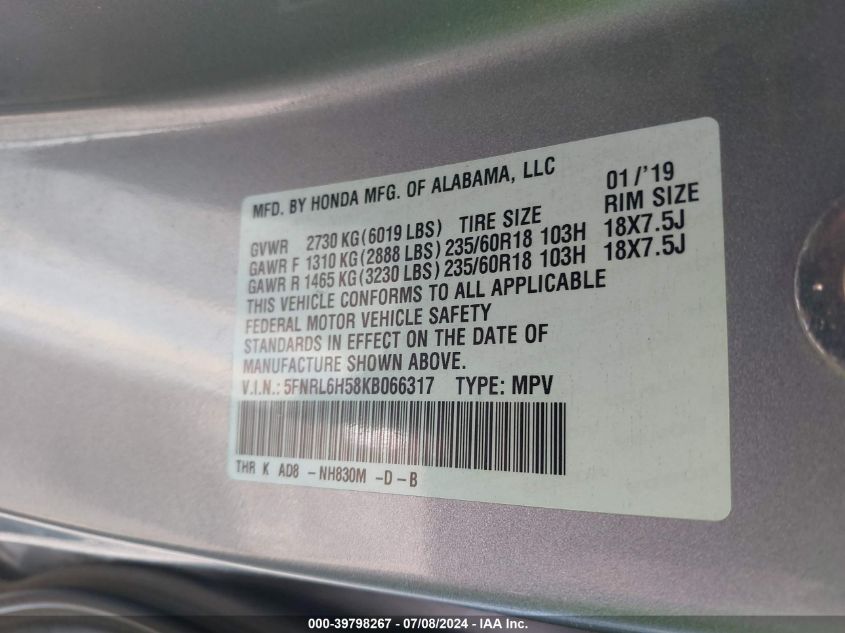 MFD. BY HONDA MFG. OF ALABAMA, LLC 01/'19
GVWR 2730 KG (6019 LBS) TIRE SIZE RIM SIZE
GAWR F 1310 KG (2888 LBS) 235/60R18 103H 18X7.5J
GAWR R 1465 KG (3230 LBS) 235/60R18 103H 18X7.5J
THIS VEHICLE CONFORMS TO ALL APPLICABLE
FEDERAL MOTOR VEHICLE SAFETY
STANDARDS IN EFFECT ON THE DATE OF
MANUFACTURE SHOWN ABOVE.
V.I.N.: 5FNRL6H58KB066317 TYPE: MPV
THR K AD8 -NH830M -D-B
000-39798267 / 07/08/2024 - IAA Inc.